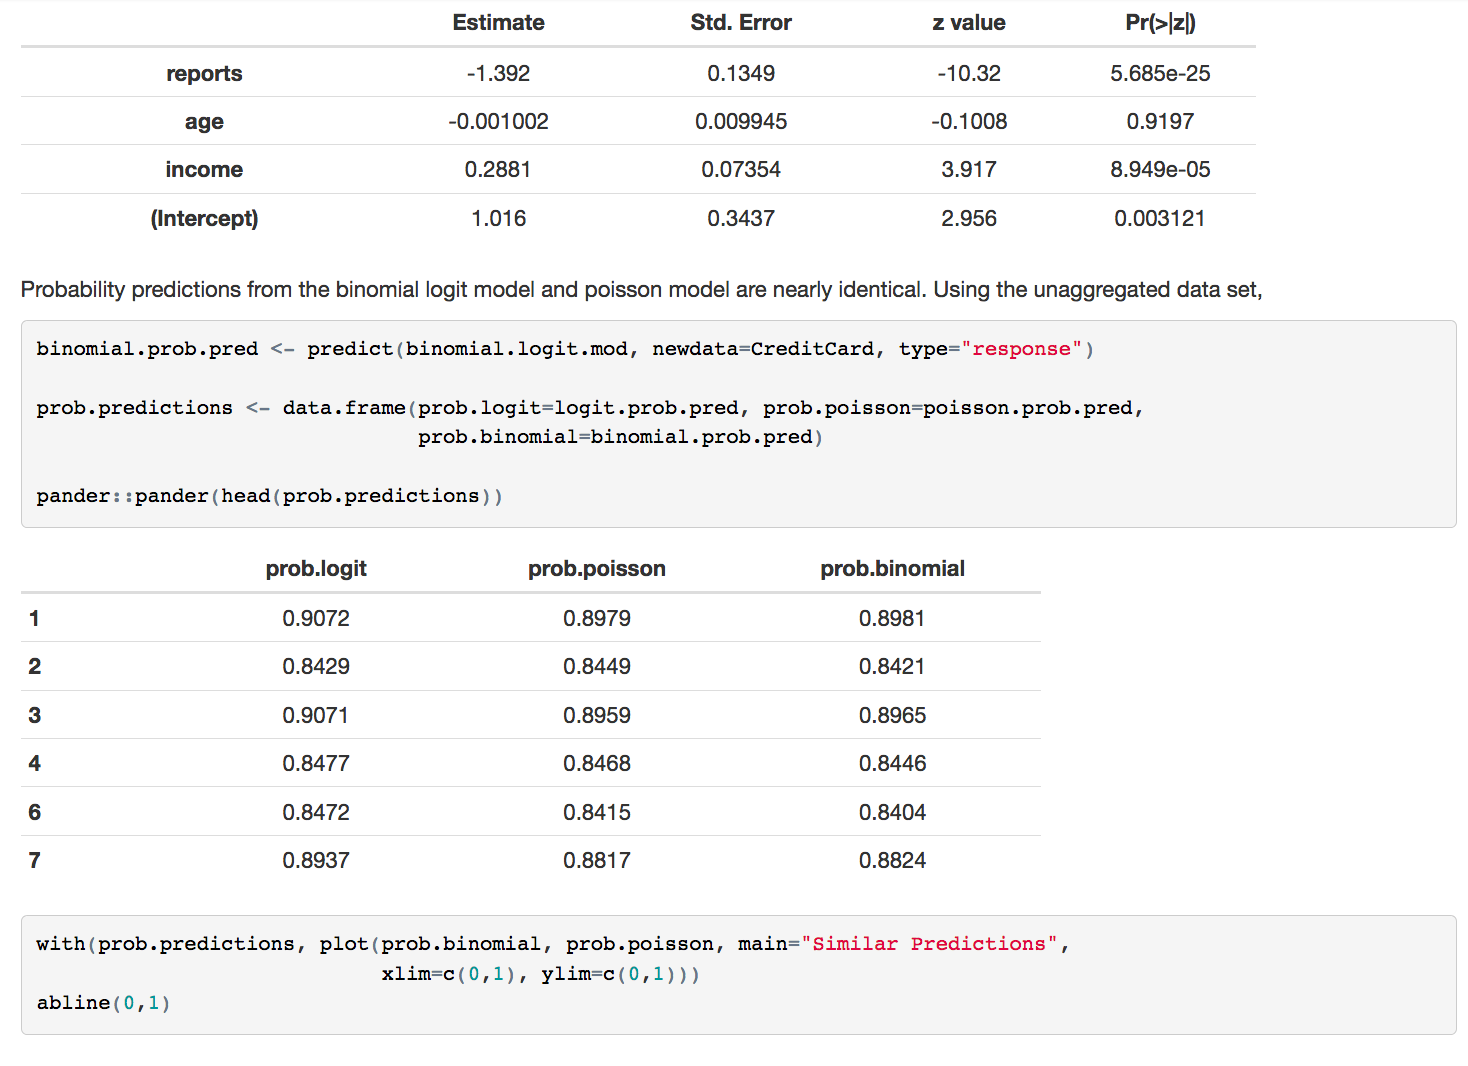 Estimate Std. Error z value Pr(>|z|)
reports -1.392 0.1349 -10.32 5.685e-25
age -0.001002 0.009945 -0.1008 0.9197
income 0.2881 0.07354 3.917 8.949e-05
(Intercept) 1.016 0.3437 2.956 0.003121
Probability predictions from the binomial logit model and poisson model are nearly identical. Using the unaggregated data set,
binomial.prob.pred <- predict(binomial.logit.mod, newdata=CreditCard, type="response")
prob.predictions <- data.frame(prob.logit=logit.prob.pred, prob.poisson=poisson.prob.pred,
prob.binomial=binomial.prob.pred)
pander::pander(head(prob.predictions))
prob.logit prob.poisson prob.binomial
1 0.9072 0.8979 0.8981
2 0.8429 0.8449 0.8421
3 0.9071 0.8959 0.8965
4 0.8477 0.8468 0.8446
6 0.8472 0.8415 0.8404
7 0.8937 0.8817 0.8824
with(prob.predictions, plot(prob.binomial, prob.poisson, main="Similar Predictions",
xlim=c(0,1), ylim=c(0,1)))
abline(0,1)